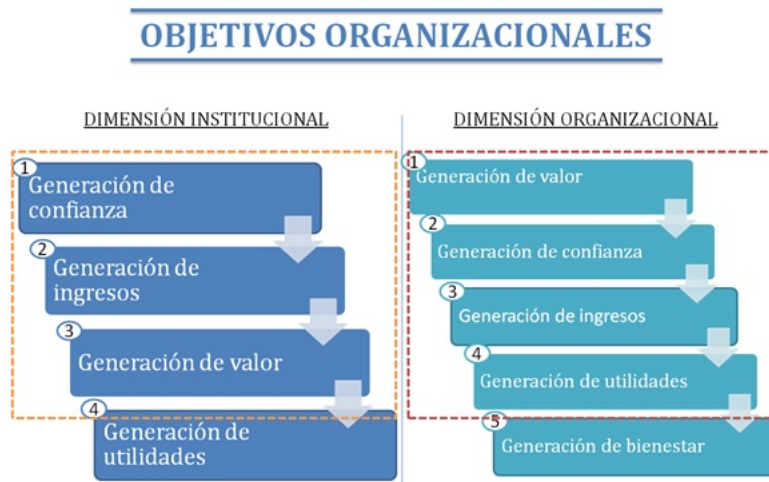 OBJETIVOS ORGANIZACIONALES
DIMENSIÓN INSTITUCIONAL
1
Generación de
confianza
2
Generación de
ingresos
3
Generación de valor
4
Generación de
utilidades
DIMENSIÓN ORGANIZACIONAL
1
Generación de valor
2
Generación de confianza
3
Generación de ingresos
4
Generación de utilidades
5
Generación de bienestar